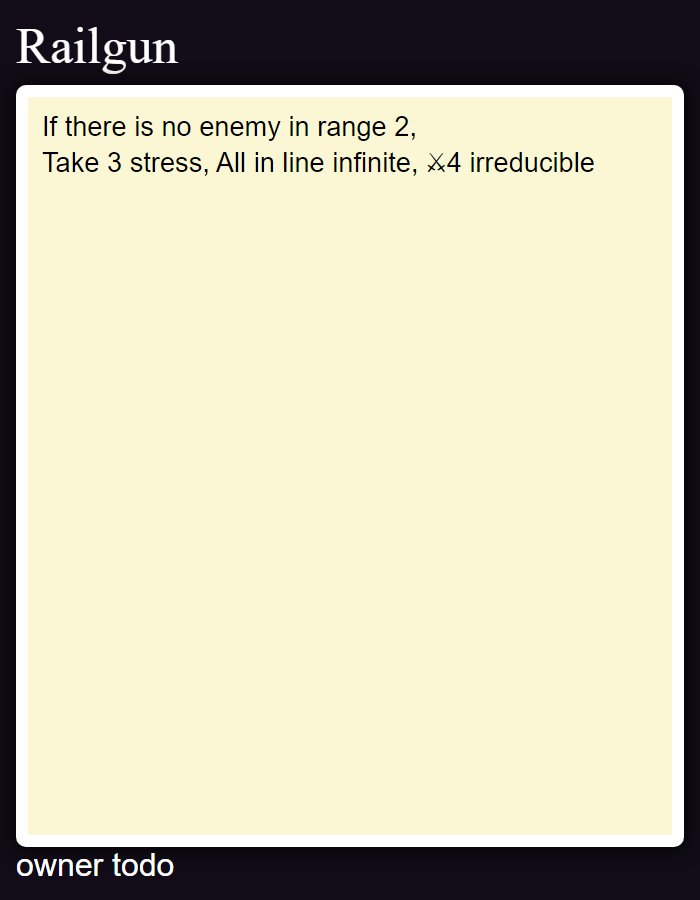 Railgun
If there is no enemy in range 2,
Take 3 stress, All in line infinite, ⚔4 irreducible
owner todo